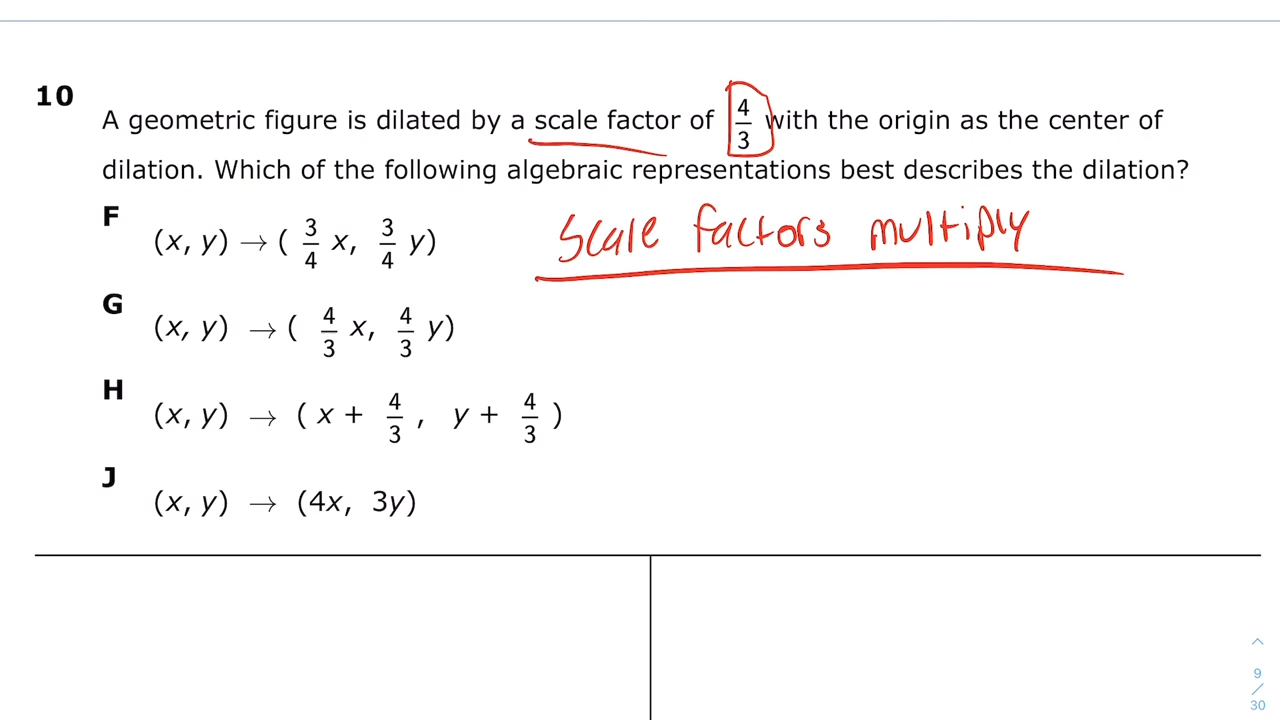 10
A geometric figure is dilated by a scale factor of 4/3 with the origin as the center of
dilation. Which of the following algebraic representations best describes the dilation?
Scale factors multiply
F (x, y) → ( 3/4 x, 3/4 y)
G (x, y) → ( 4/3 x, 4/3 y)
H (x, y) → ( x + 4/3 , y + 4/3 )
J (x, y) → (4x, 3y)
9
/
30